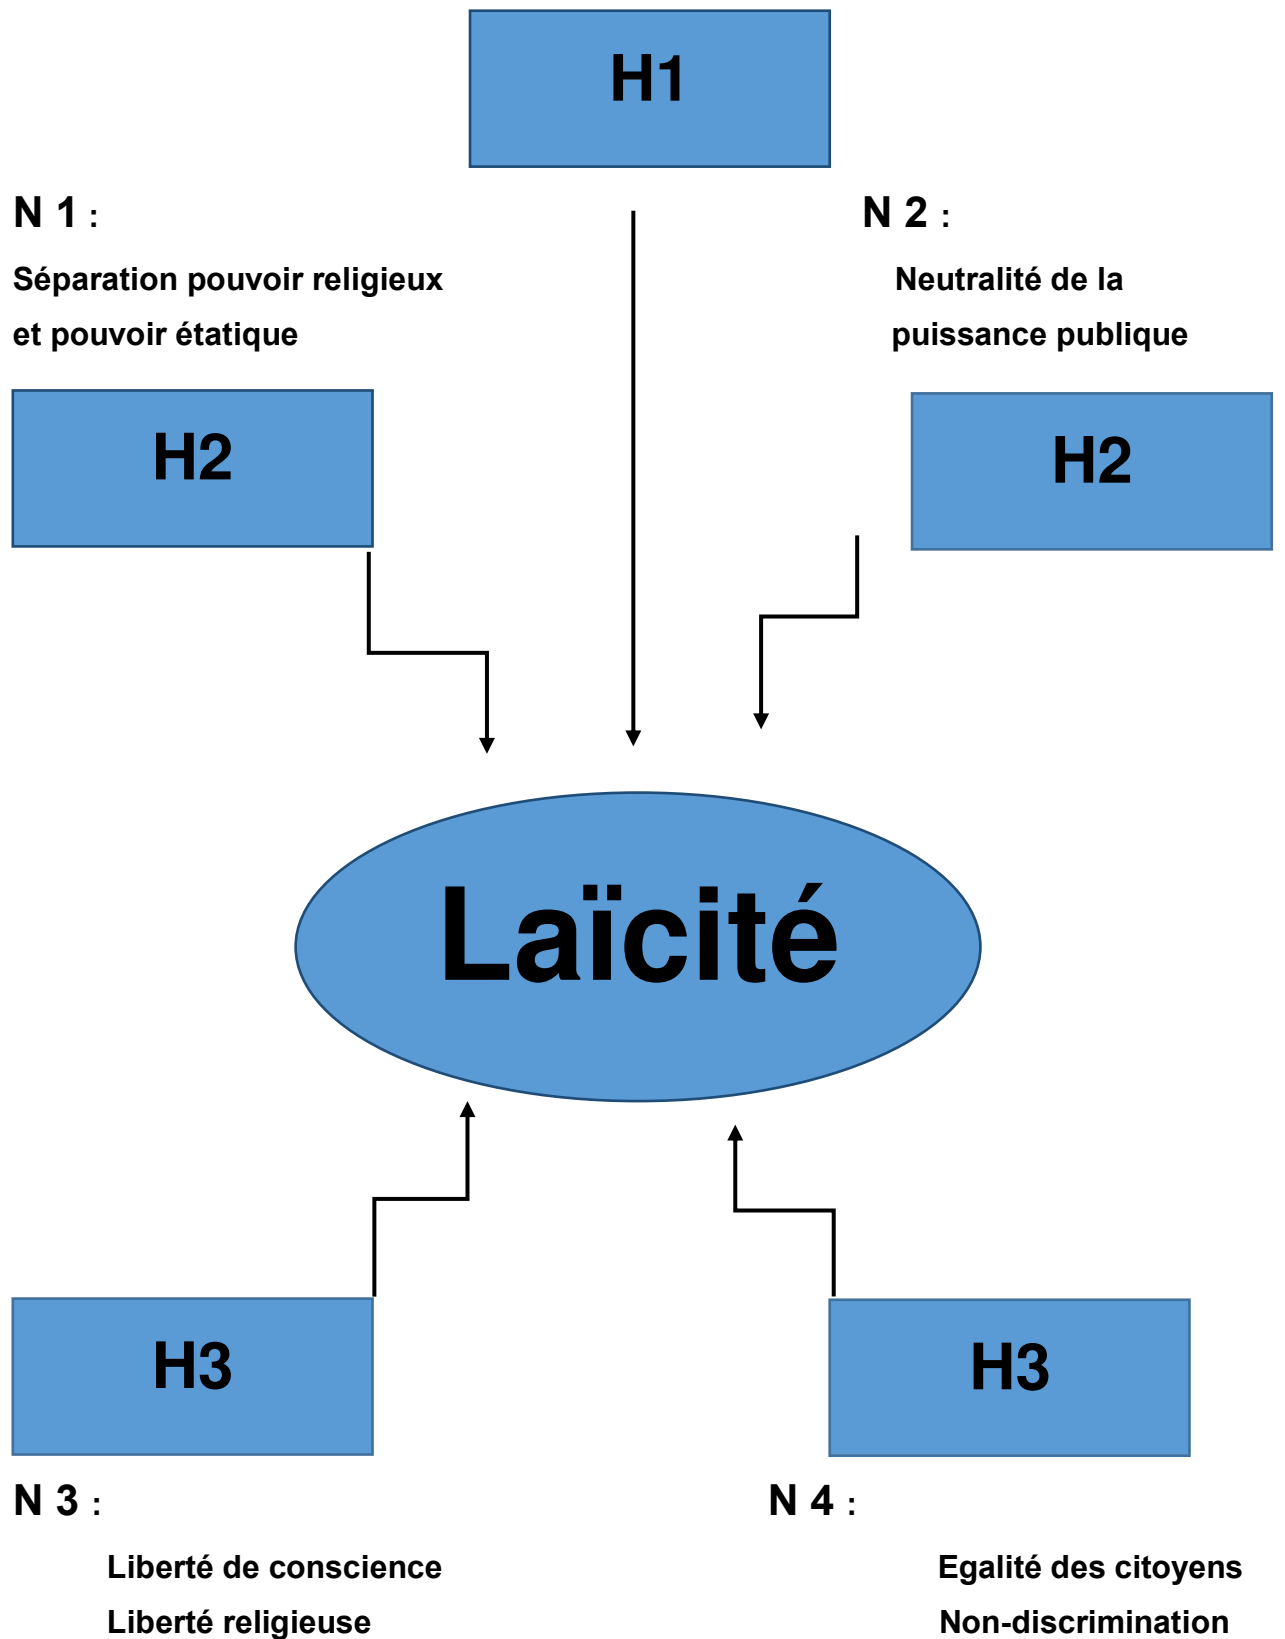 H1
N 1 :
N 2 :
Séparation pouvoir religieux
et pouvoir étatique
Neutralité de la
puissance publique
H2
H2
Laïcité
H3
H3
N 3 :
N 4 :
Liberté de conscience
Liberté religieuse
Egalité des citoyens
Non-discrimination